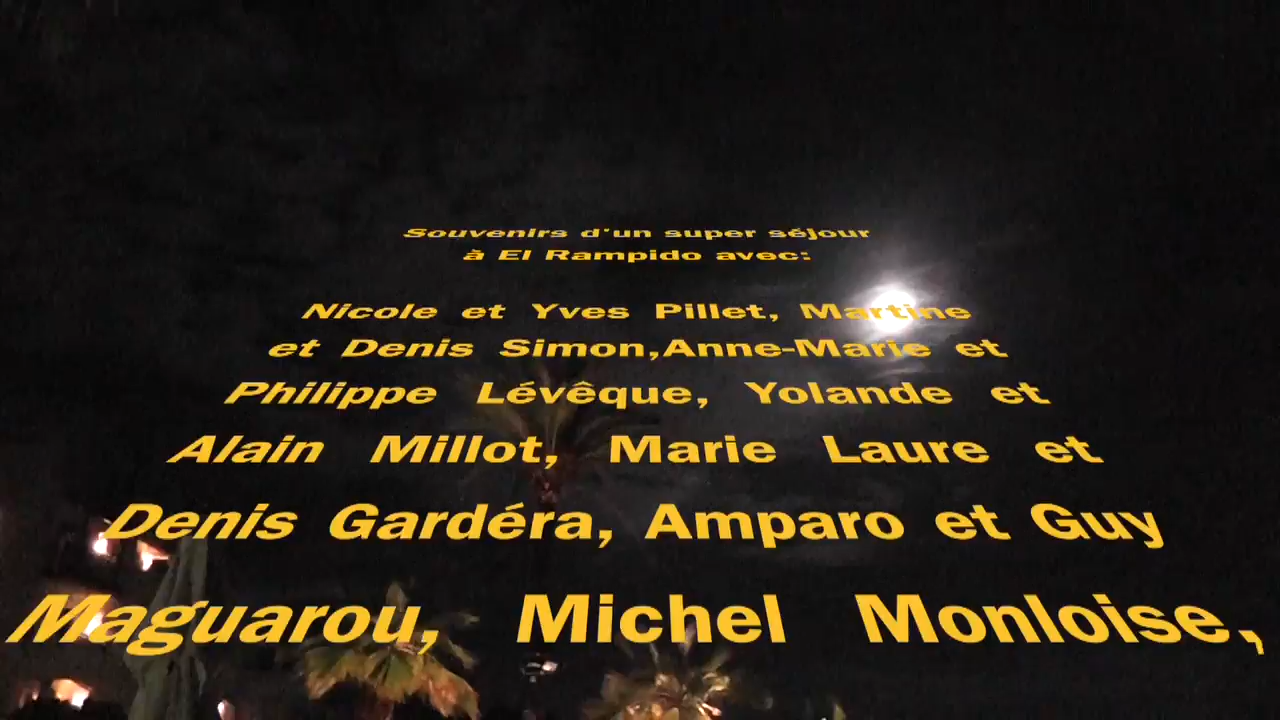 Souvenirs d'un super séjour
à El Rampido avec:
Nicole et Yves Pillet, Martine
et Denis Simon,Anne-Marie et
Philippe Lévêque, Yolande et
Alain Millot, Marie Laure et
Denis Gardéra, Amparo et Guy
Maguarou, Michel Monloise,